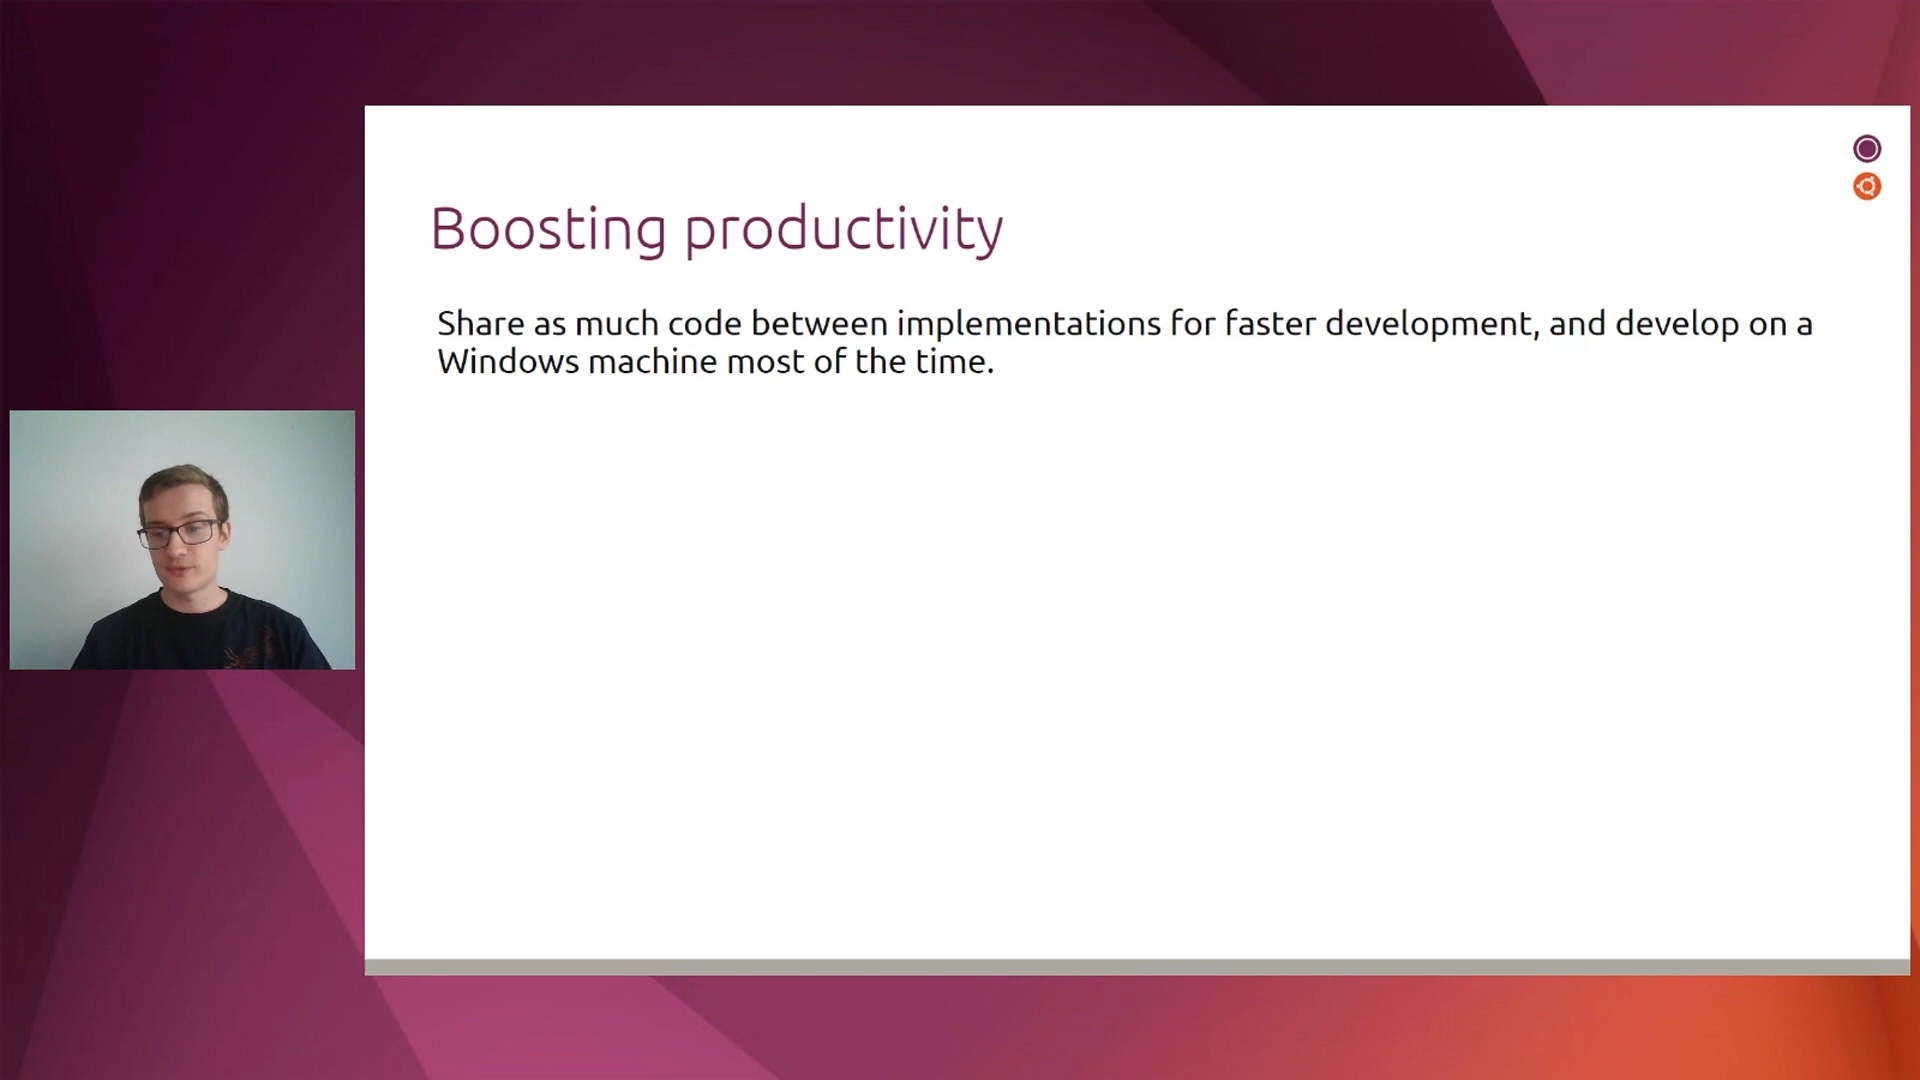 Boosting productivity
Share as much code between implementations for faster development, and develop on a
Windows machine most of the time.